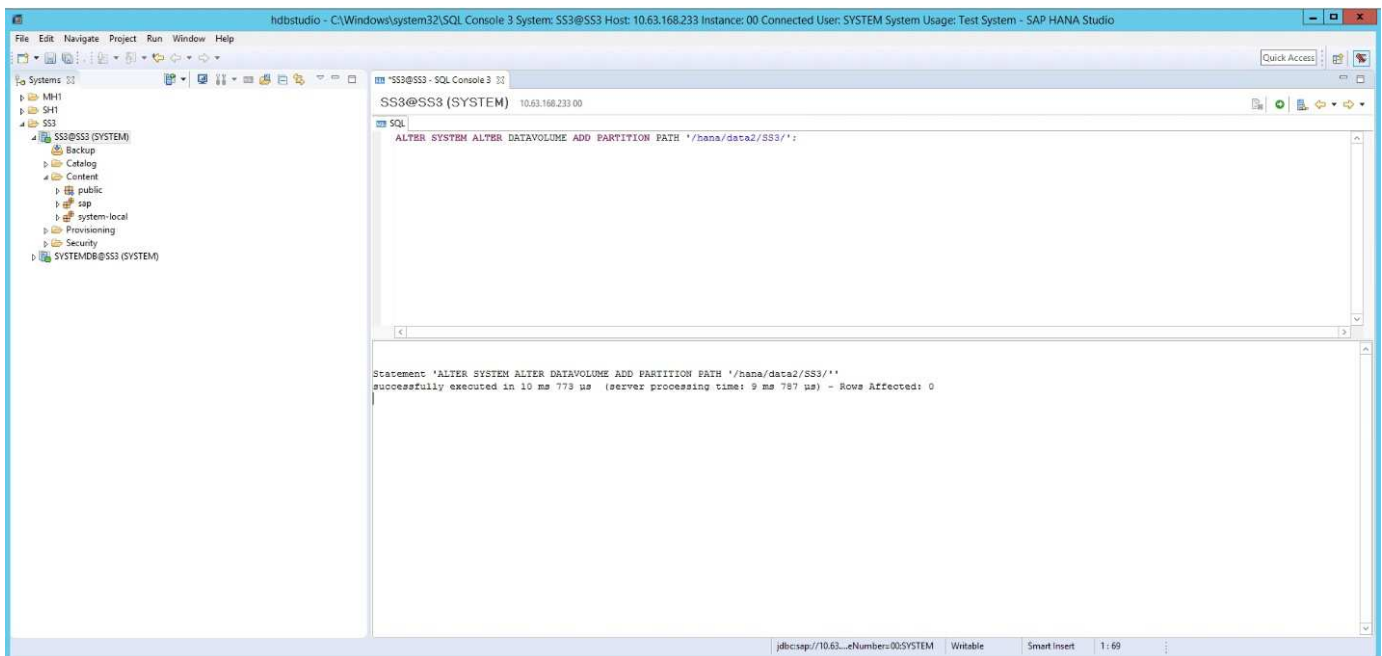 hdbstudio - C:\Windows\system32\SQL Console 3 System: SS3@SS3 Host: 10.63.168.233 Instance: 00 Connected User: SYSTEM System Usage: Test System - SAP HANA Studio
File Edit Navigate Project Run Window Help
Quick Access
Systems
*SS3@SS3 - SQL Console 3
MH1
SH1
SS3
SS3@SS3 (SYSTEM)
Backup
Catalog
Content
public
sap
system-local
Provisioning
Security
SYSTEMDB@SS3 (SYSTEM)
SS3@SS3 (SYSTEM) 10.63.168.233 00
SQL
ALTER SYSTEM ALTER DATAVOLUME ADD PARTITION PATH '/hana/data2/SS3/';
Statement 'ALTER SYSTEM ALTER DATAVOLUME ADD PARTITION PATH '/hana/data2/SS3/''
successfully executed in 10 ms 773 µs (server processing time: 9 ms 787 µs) - Rows Affected: 0
jdbc:sap://10.63....eNumber=00:SYSTEM Writable Smart Insert 1 : 69